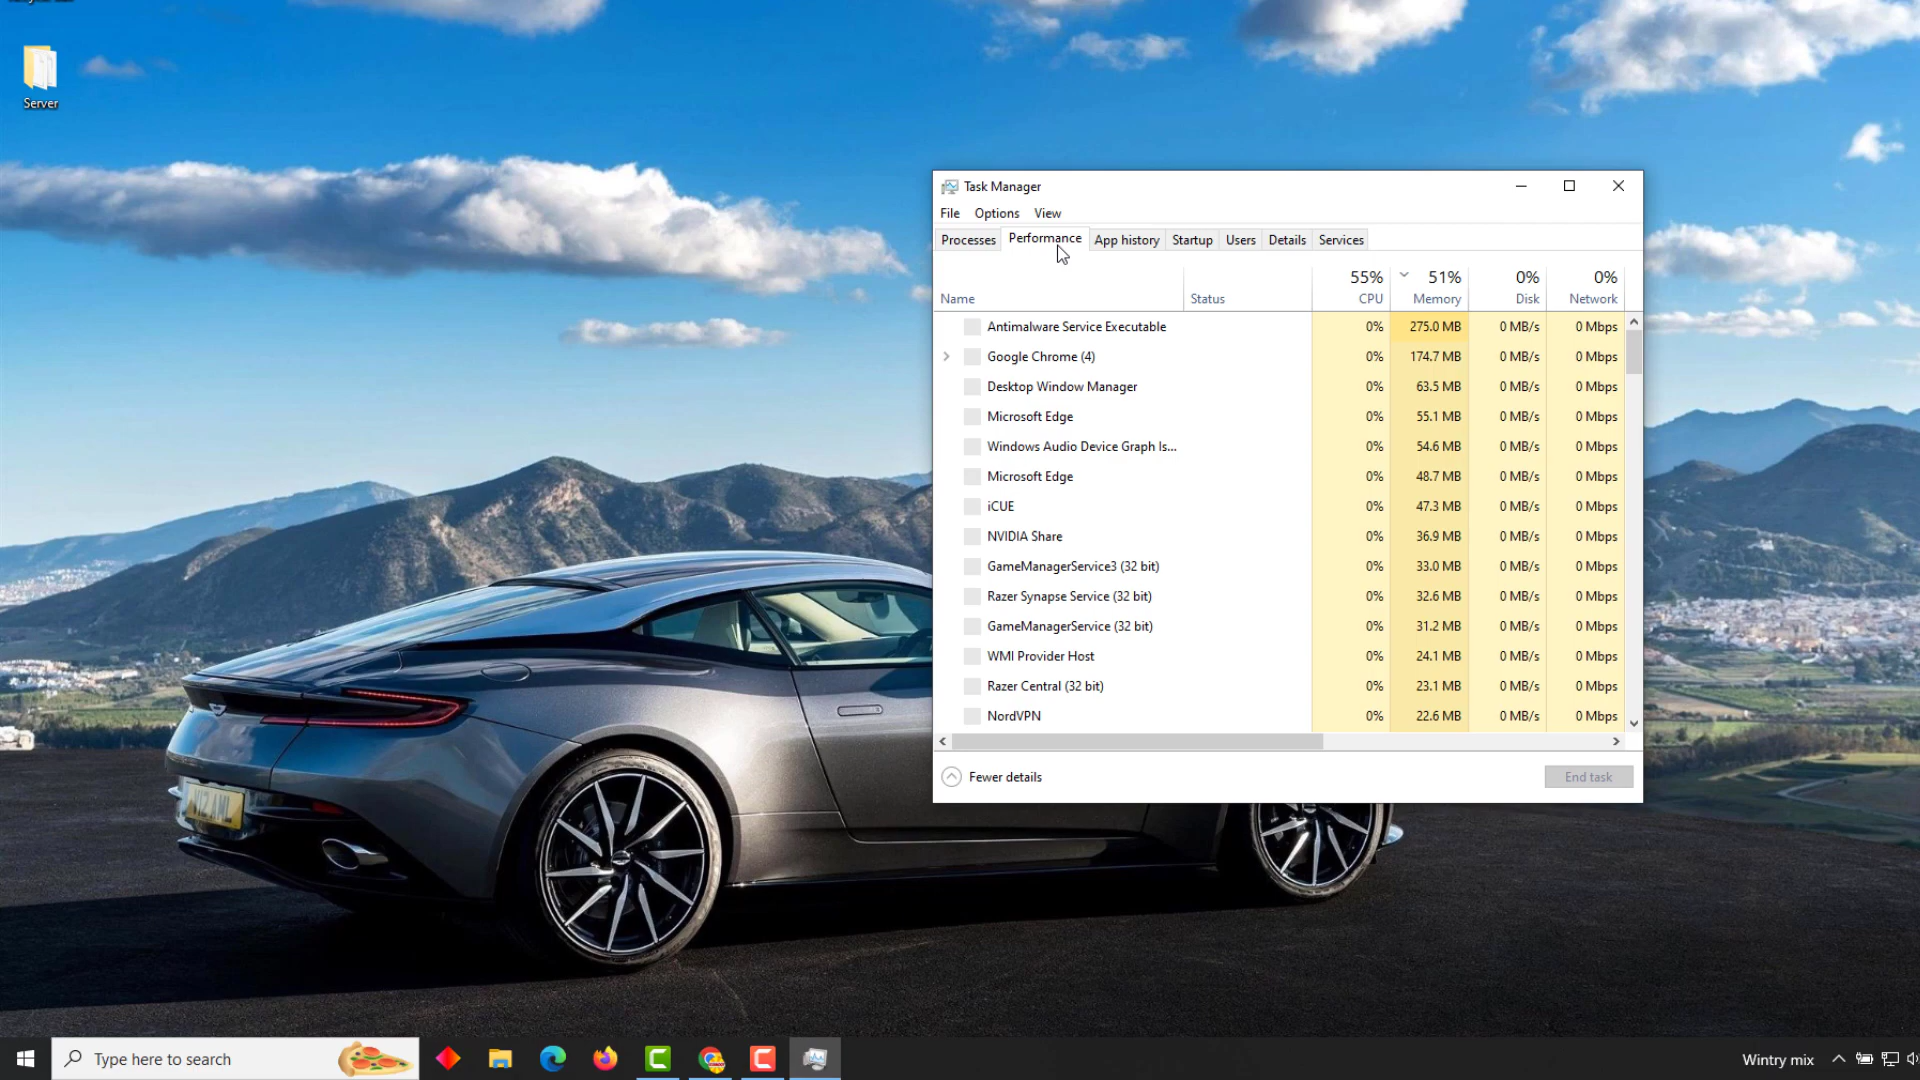 Server
Task Manager
File Options View
Processes Performance App history Startup Users Details Services
55% 51% 0% 0%
Name Status CPU Memory Disk Network
Antimalware Service Executable 0% 275.0 MB 0 MB/s 0 Mbps
Google Chrome (4) 0% 174.7 MB 0 MB/s 0 Mbps
Desktop Window Manager 0% 63.5 MB 0 MB/s 0 Mbps
Microsoft Edge 0% 55.1 MB 0 MB/s 0 Mbps
Windows Audio Device Graph Is... 0% 54.6 MB 0 MB/s 0 Mbps
Microsoft Edge 0% 48.7 MB 0 MB/s 0 Mbps
iCUE 0% 47.3 MB 0 MB/s 0 Mbps
NVIDIA Share 0% 36.9 MB 0 MB/s 0 Mbps
GameManagerService3 (32 bit) 0% 33.0 MB 0 MB/s 0 Mbps
Razer Synapse Service (32 bit) 0% 32.6 MB 0 MB/s 0 Mbps
GameManagerService (32 bit) 0% 31.2 MB 0 MB/s 0 Mbps
WMI Provider Host 0% 24.1 MB 0 MB/s 0 Mbps
Razer Central (32 bit) 0% 23.1 MB 0 MB/s 0 Mbps
NordVPN 0% 22.6 MB 0 MB/s 0 Mbps
Fewer details End task
Type here to search
Wintry mix